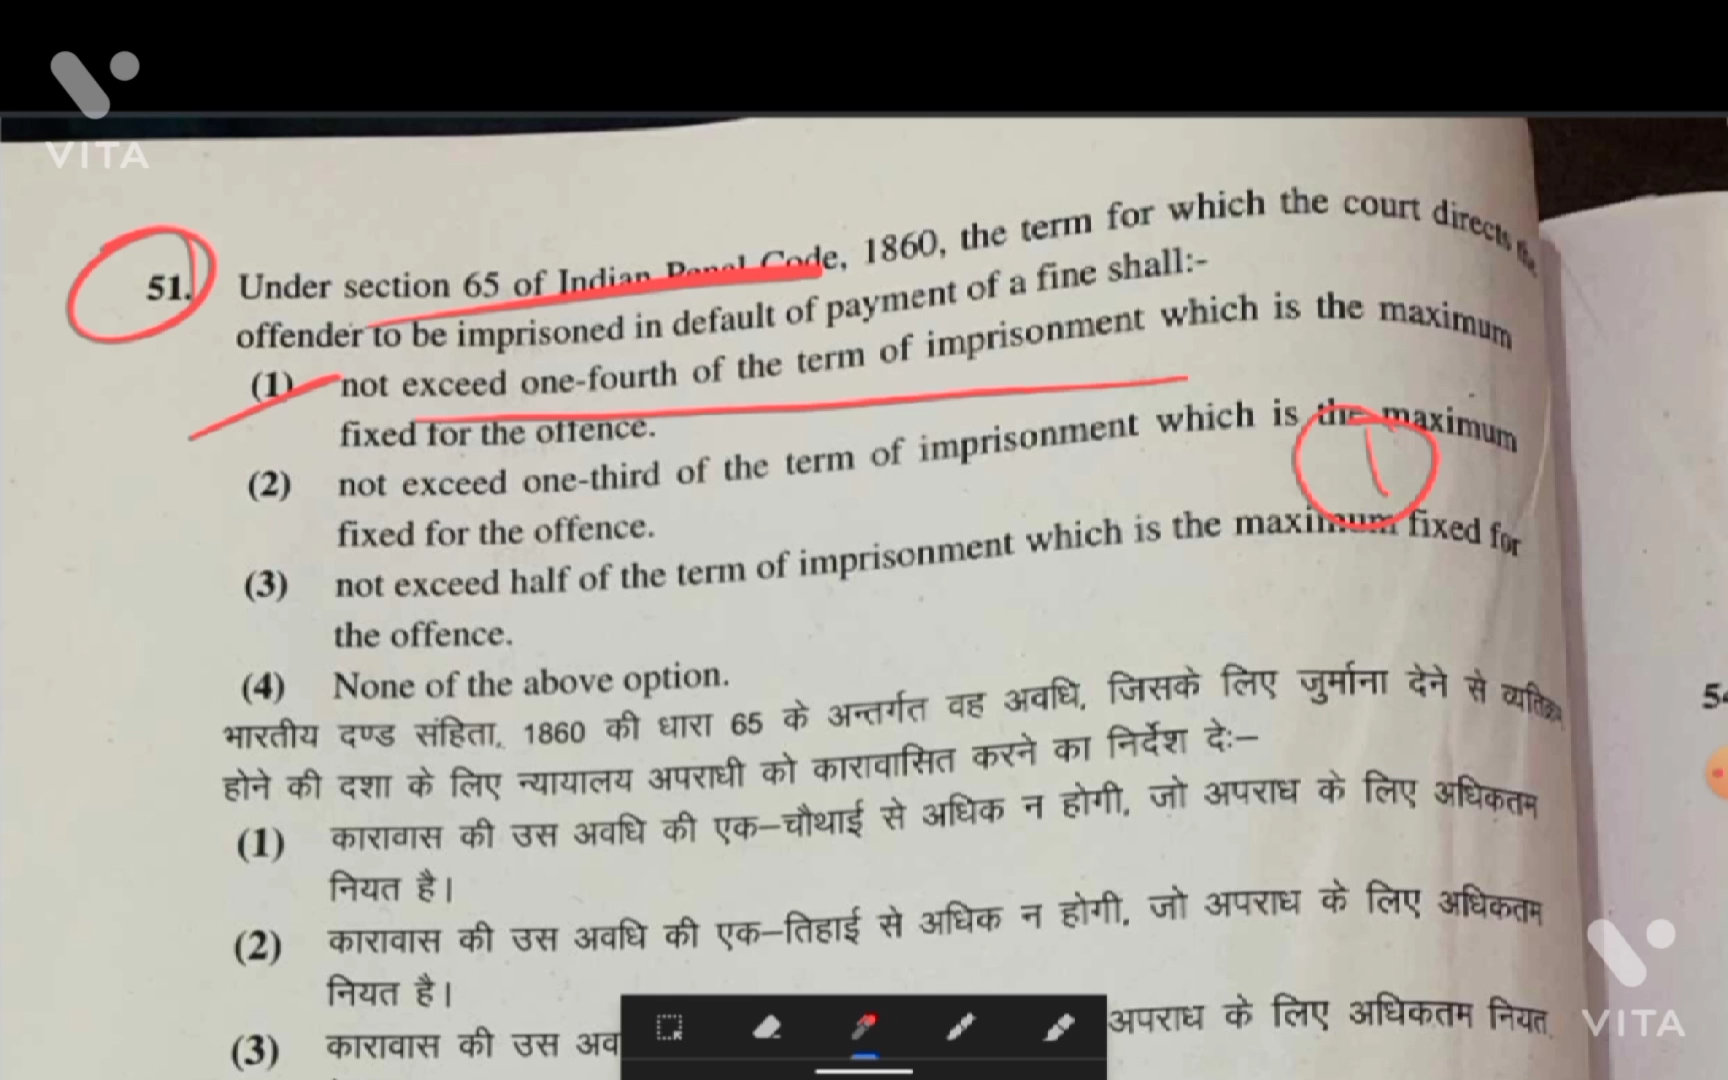 VITA
51. Under section 65 of Indian Penal Code, 1860, the term for which the court directs the
offender to be imprisoned in default of payment of a fine shall:-
(1) not exceed one-fourth of the term of imprisonment which is the maximum
fixed for the offence.
(2) not exceed one-third of the term of imprisonment which is the maximum
fixed for the offence.
(3) not exceed half of the term of imprisonment which is the maximum fixed for
the offence.
(4) None of the above option.
भारतीय दण्ड संहिता, 1860 की धारा 65 के अन्तर्गत वह अवधि, जिसके लिए जुर्माना देने से व्यतिक्रम
होने की दशा के लिए न्यायालय अपराधी को कारावासित करने का निर्देश दे:–
(1) कारावास की उस अवधि की एक–चौथाई से अधिक न होगी, जो अपराध के लिए अधिकतम
नियत है।
(2) कारावास की उस अवधि की एक–तिहाई से अधिक न होगी, जो अपराध के लिए अधिकतम
नियत है।
(3) कारावास की उस अव अपराध के लिए अधिकतम नियत
1
VITA